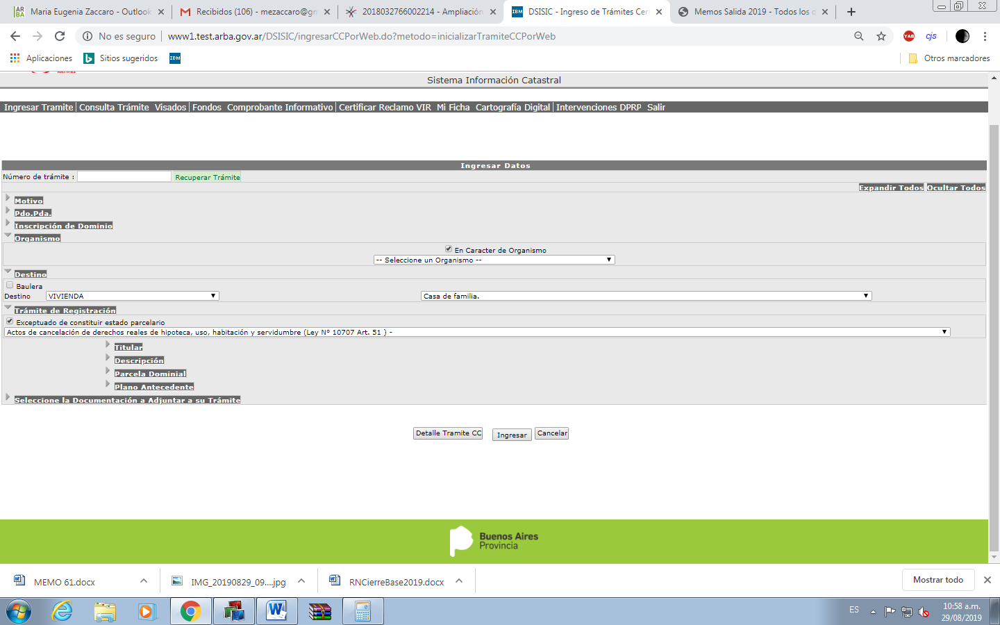 Maria Eugenia Zaccaro - Outlook
Recibidos (106) - mezaccaro@gm
2018032766002214 - Ampliación
DSISIC - Ingreso de Trámites Cer
Memos Salida 2019 - Todos los
No es seguro
www1.test.arba.gov.ar/DSISIC/ingresarCCPorWeb.do?metodo=inicializarTramiteCCPorWeb
YAB
cjs
Aplicaciones
Sitios sugeridos
IBM
Otros marcadores
Sistema Información Catastral
Ingresar Tramite
Consulta Trámite
Visados
Fondos
Comprobante Informativo
Certificar Reclamo VIR
Mi Ficha
Cartografía Digital
Intervenciones DPRP
Salir
Ingresar Datos
Número de trámite :
Recuperar Trámite
Expandir Todos
Ocultar Todos
Motivo
Pdo.Pda.
Inscripción de Dominio
Organismo
En Caracter de Organismo
-- Seleccione un Organismo --
Destino
Baulera
Destino
VIVIENDA
Casa de familia.
Trámite de Registración
Exceptuado de constituir estado parcelario
Actos de cancelación de derechos reales de hipoteca, uso, habitación y servidumbre (Ley Nº 10707 Art. 51 ) -
Titular
Descripción
Parcela Dominial
Plano Antecedente
Seleccione la Documentación a Adjuntar a su Trámite
Detalle Tramite CC
Ingresar
Cancelar
Buenos Aires
Provincia
MEMO 61.docx
IMG_20190829_09....jpg
RNCierreBase2019.docx
Mostrar todo
ES
10:58 a.m.
29/08/2019